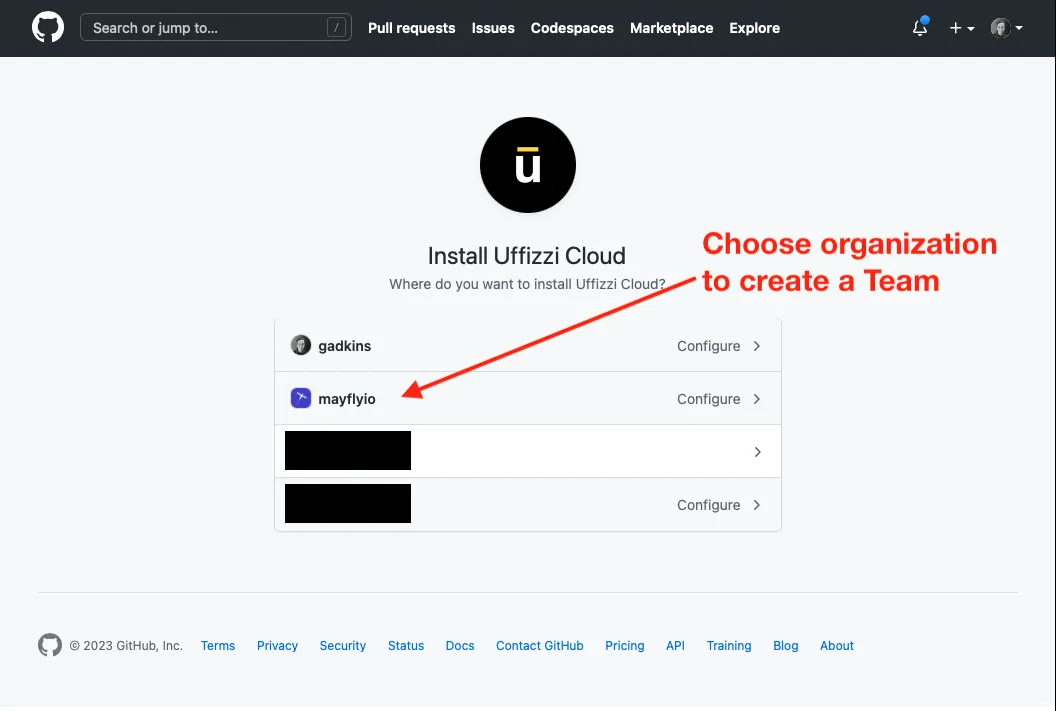 Search or jump to... / Pull requests Issues Codespaces Marketplace Explore
ū
Install Uffizzi Cloud
Where do you want to install Uffizzi Cloud?
Choose organization
to create a Team
gadkins Configure
mayflyio Configure
Configure
© 2023 GitHub, Inc. Terms Privacy Security Status Docs Contact GitHub Pricing API Training Blog About